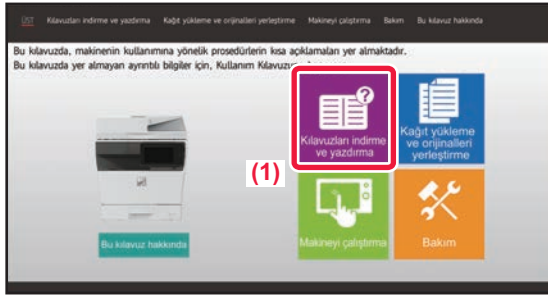 ÜST Kılavuzları indirme ve yazdırma Kağıt yükleme ve orijinalleri yerleştirme Makineyi çalıştırma Bakım Bu kılavuz hakkında
Bu kılavuzda, makinenin kullanımına yönelik prosedürlerin kısa açıklamaları yer almaktadır.
Bu kılavuzda yer almayan ayrıntılı bilgiler için, Kullanım
Kılavuzları indirme
ve yazdırma
Kağıt yükleme
ve orijinalleri
yerleştirme
(1)
Bu kılavuz hakkında
Makineyi çalıştırma
Bakım